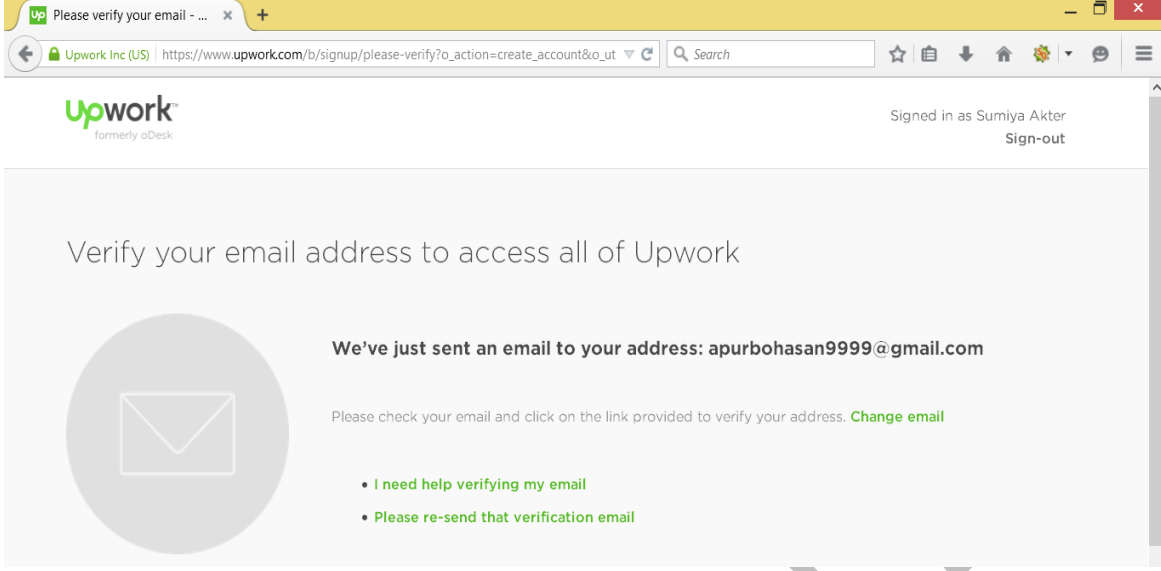 Up Please verify your email - ...
Upwork Inc (US) https://www.upwork.com/b/signup/please-verify?o_action=create_account&o_ut Search
Upwork™
formerly oDesk
Signed in as Sumiya Akter
Sign-out
Verify your email address to access all of Upwork
We've just sent an email to your address: apurbohasan9999@gmail.com
Please check your email and click on the link provided to verify your address. Change email
• I need help verifying my email
• Please re-send that verification email